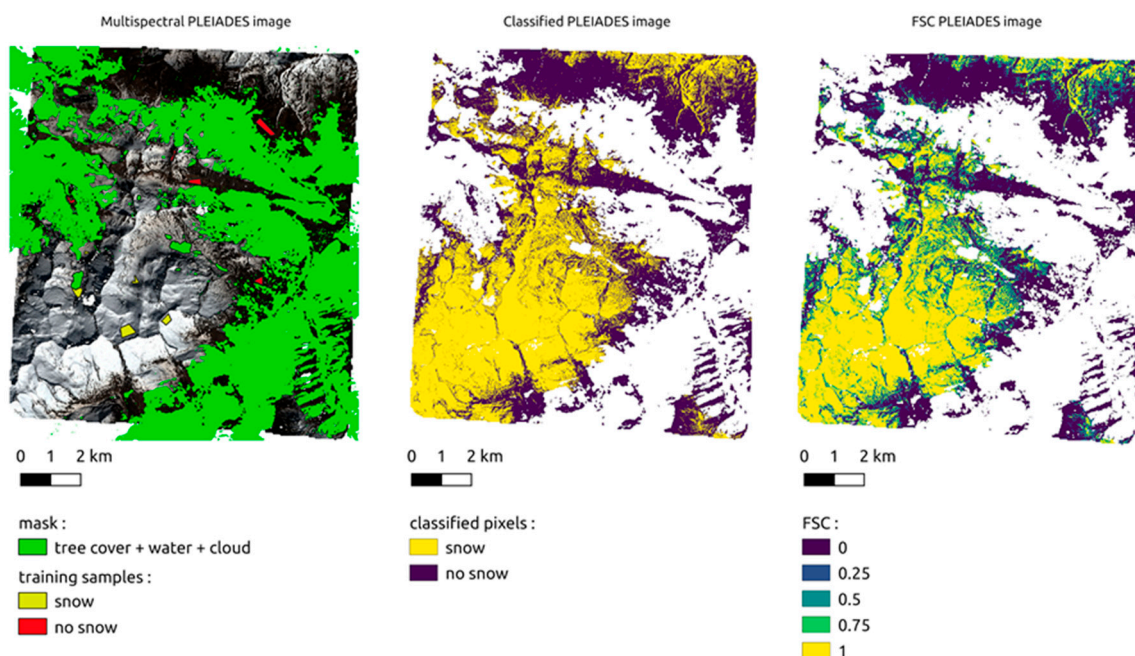 Multispectral PLEIADES image
Classified PLEIADES image
FSC PLEIADES image
0 1 2 km
0 1 2 km
0 1 2 km
mask :
tree cover + water + cloud
training samples :
snow
no snow
classified pixels :
snow
no snow
FSC :
0
0.25
0.5
0.75
1